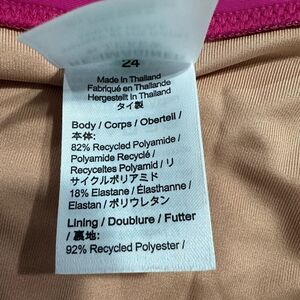 24
Made In Thailand
Fabriqué en Thaïlande
Hergestellt in Thailand
タイ製
Body / Corps / Oberteil /
本体:
82% Recycled Polyamide /
Polyamide Recyclé /
Recyceltes Polyamid / リ
サイクルポリアミド
18% Elastane / Élasthanne /
Elastan / ポリウレタン
Lining / Doublure / Futter
/ 裏地:
92% Recycled Polyester /